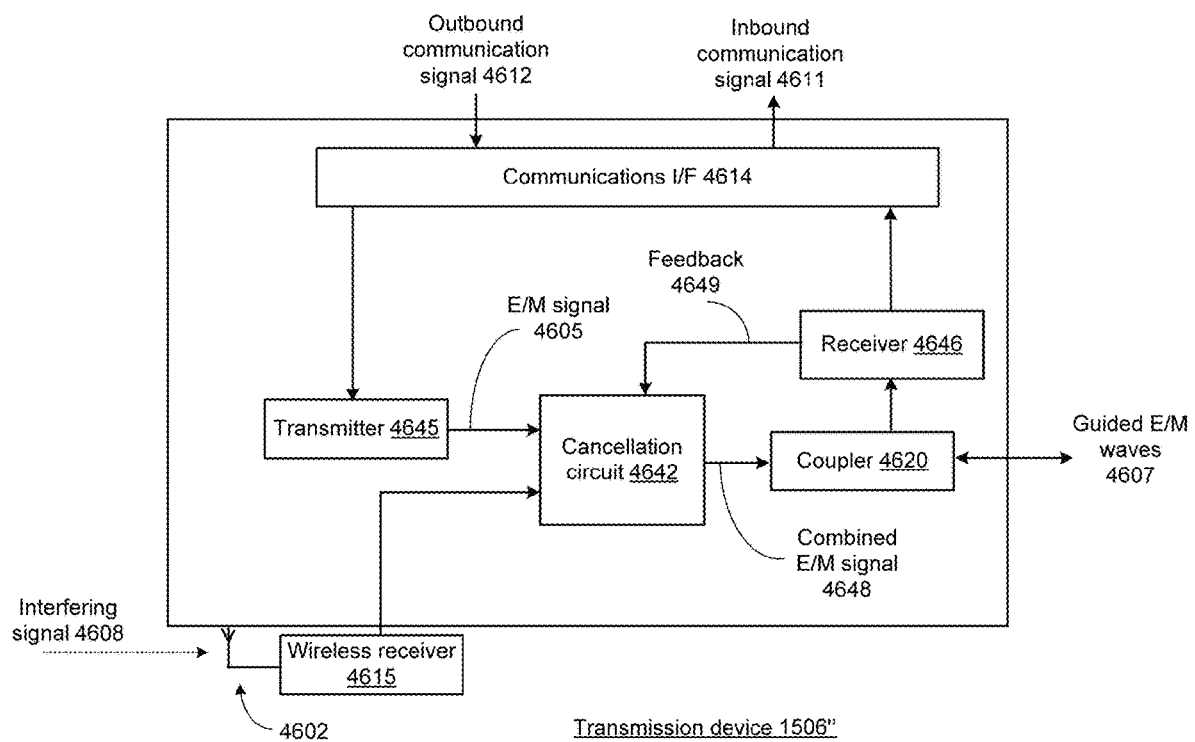 Outbound
communication
signal 4612
Inbound
communication
signal 4611
Communications I/F 4614
Feedback
4649
E/M signal
4605
Receiver 4646
Transmitter 4645
Cancellation
circuit 4642
Coupler 4620
Guided E/M
waves
4607
Combined
E/M signal
4648
Interfering
signal 4608
Wireless receiver
4615
4602
Transmission device 1506"